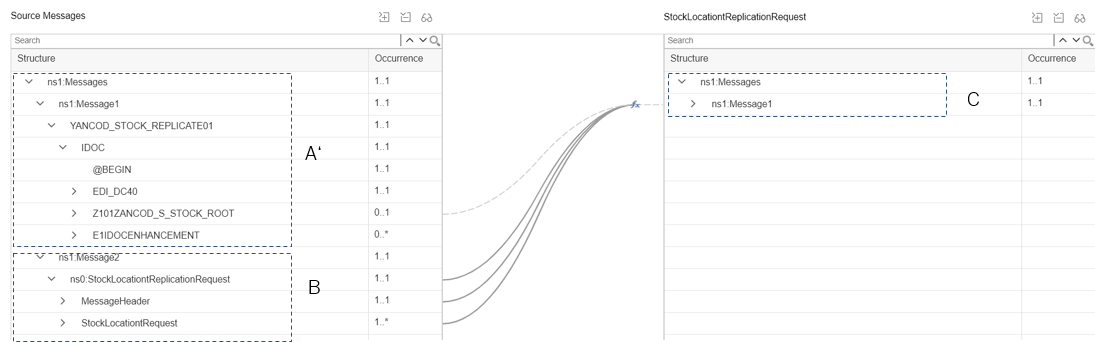 Source Messages
StockLocationtReplicationRequest
Search
Search
Structure Occurrence
Structure Occurrence
ns1:Messages 1..1
ns1:Messages 1..1
ns1:Message1 1..1
ns1:Message1 1..1
C
fx
YANCOD_STOCK_REPLICATE01 1..1
IDOC 1..1
A'
@BEGIN 1..1
EDI_DC40 1..1
Z101ZANCOD_S_STOCK_ROOT 0..1
E1IDOCENHANCEMENT 0..*
ns1:Message2 1..1
ns0:StockLocationtReplicationRequest 1..1
B
MessageHeader 1..1
StockLocationtRequest 1..*